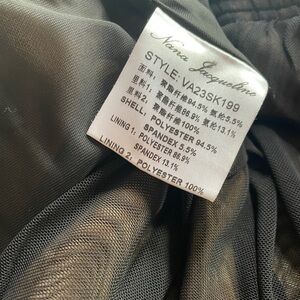 Nana Jacqueline
STYLE: VA23SK199
面料: 聚酯纤维94.5% 氨纶5.5%
里料1: 聚酯纤维86.9% 氨纶13.1%
里料2: 聚酯纤维100%
SHELL, POLYESTER 94.5%
SPANDEX 5.5%
LINING 1, POLYESTER 86.9%
SPANDEX 13.1%
LINING 2, POLYESTER 100%